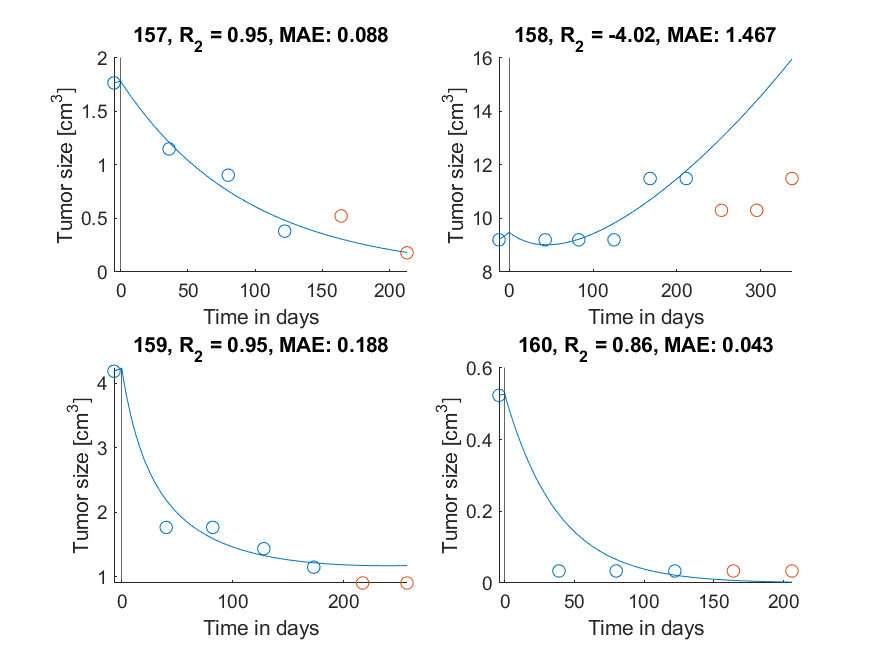 157, R2 = 0.95, MAE: 0.088
2
1.5
1
0.5
0
Tumor size [cm3]
0 50 100 150 200
Time in days
158, R2 = -4.02, MAE: 1.467
16
14
12
10
8
Tumor size [cm3]
0 100 200 300
Time in days
159, R2 = 0.95, MAE: 0.188
4
3
2
1
Tumor size [cm3]
0 100 200
Time in days
160, R2 = 0.86, MAE: 0.043
0.6
0.4
0.2
0
Tumor size [cm3]
0 50 100 150 200
Time in days